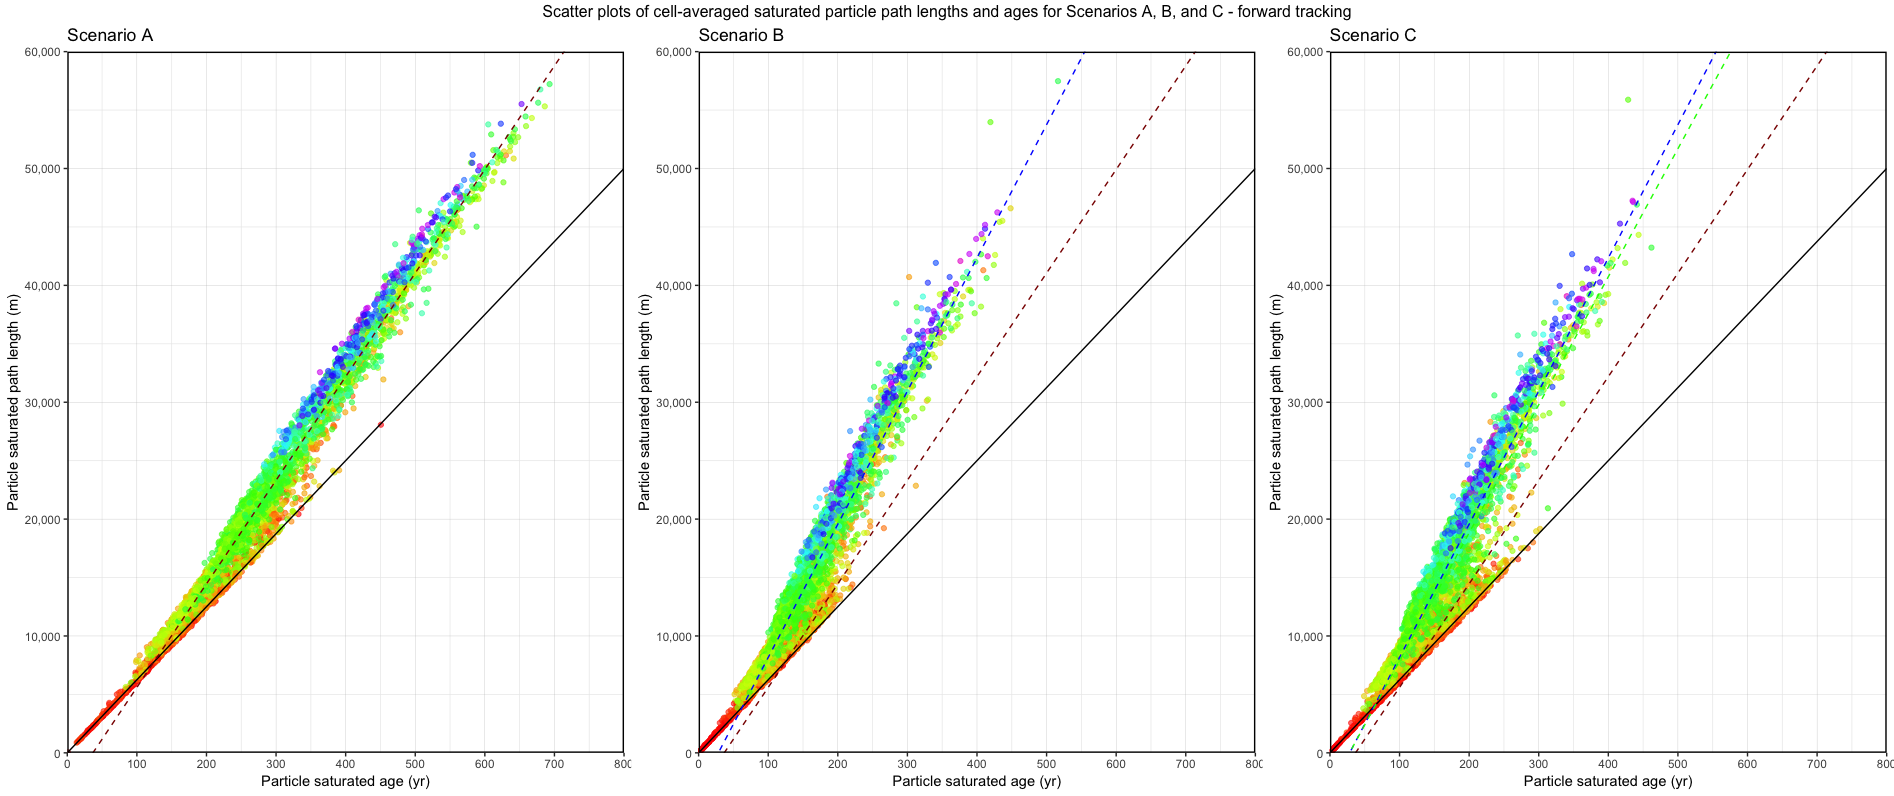 Scatter plots of cell-averaged saturated particle path lengths and ages for Scenarios A, B, and C - forward tracking
Scenario A
60,000
50,000
40,000
30,000
20,000
10,000
0
Particle saturated path length (m)
0 100 200 300 400 500 600 700 800
Particle saturated age (yr)
Scenario B
60,000
50,000
40,000
30,000
20,000
10,000
0
Particle saturated path length (m)
0 100 200 300 400 500 600 700 800
Particle saturated age (yr)
Scenario C
60,000
50,000
40,000
30,000
20,000
10,000
0
Particle saturated path length (m)
0 100 200 300 400 500 600 700 800
Particle saturated age (yr)